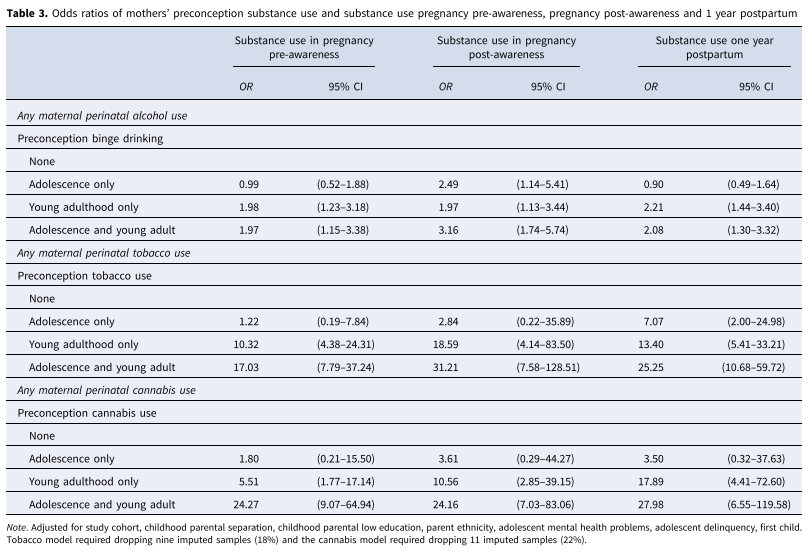 Table 3. Odds ratios of mothers' preconception substance use and substance use pregnancy pre-awareness, pregnancy post-awareness and 1 year postpartum
Substance use in pregnancy pre-awareness Substance use in pregnancy post-awareness Substance use one year postpartum
OR 95% CI OR 95% CI OR 95% CI
Any maternal perinatal alcohol use
Preconception binge drinking
None
Adolescence only 0.99 (0.52–1.88) 2.49 (1.14–5.41) 0.90 (0.49–1.64)
Young adulthood only 1.98 (1.23–3.18) 1.97 (1.13–3.44) 2.21 (1.44–3.40)
Adolescence and young adult 1.97 (1.15–3.38) 3.16 (1.74–5.74) 2.08 (1.30–3.32)
Any maternal perinatal tobacco use
Preconception tobacco use
None
Adolescence only 1.22 (0.19–7.84) 2.84 (0.22–35.89) 7.07 (2.00–24.98)
Young adulthood only 10.32 (4.38–24.31) 18.59 (4.14–83.50) 13.40 (5.41–33.21)
Adolescence and young adult 17.03 (7.79–37.24) 31.21 (7.58–128.51) 25.25 (10.68–59.72)
Any maternal perinatal cannabis use
Preconception cannabis use
None
Adolescence only 1.80 (0.21–15.50) 3.61 (0.29–44.27) 3.50 (0.32–37.63)
Young adulthood only 5.51 (1.77–17.14) 10.56 (2.85–39.15) 17.89 (4.41–72.60)
Adolescence and young adult 24.27 (9.07–64.94) 24.16 (7.03–83.06) 27.98 (6.55–119.58)
Note. Adjusted for study cohort, childhood parental separation, childhood parental low education, parent ethnicity, adolescent mental health problems, adolescent delinquency, first child.
Tobacco model required dropping nine imputed samples (18%) and the cannabis model required dropping 11 imputed samples (22%).